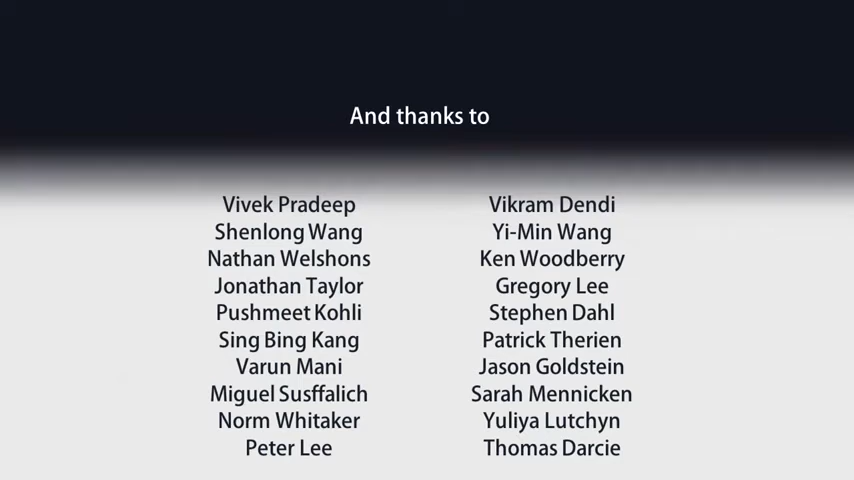 And thanks to
Vivek Pradeep
Shenlong Wang
Nathan Welshons
Jonathan Taylor
Pushmeet Kohli
Sing Bing Kang
Varun Mani
Miguel Susffalich
Norm Whitaker
Peter Lee
Vikram Dendi
Yi-Min Wang
Ken Woodberry
Gregory Lee
Stephen Dahl
Patrick Therien
Jason Goldstein
Sarah Mennicken
Yuliya Lutchyn
Thomas Darcie